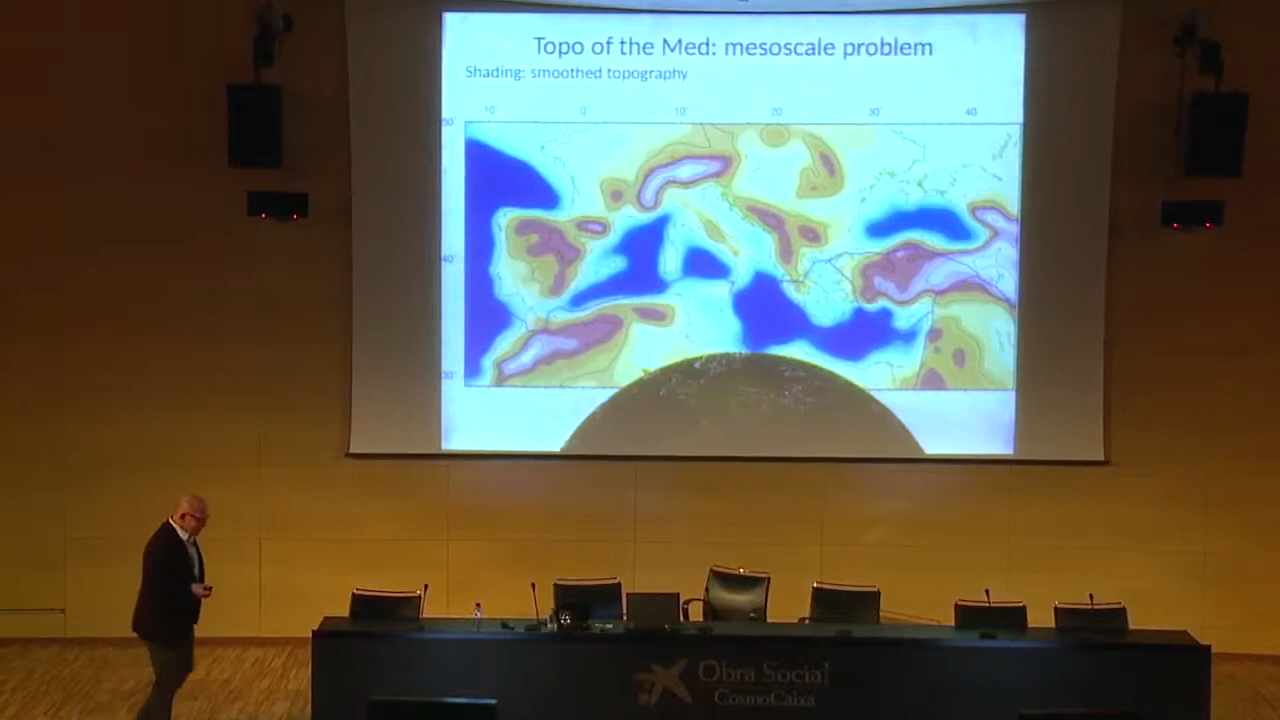 Topo of the Med: mesoscale problem
Shading: smoothed topography
10° 0° 10° 20° 30° 40°
50°
40°
30°
Obra Social
CosmoCaixa